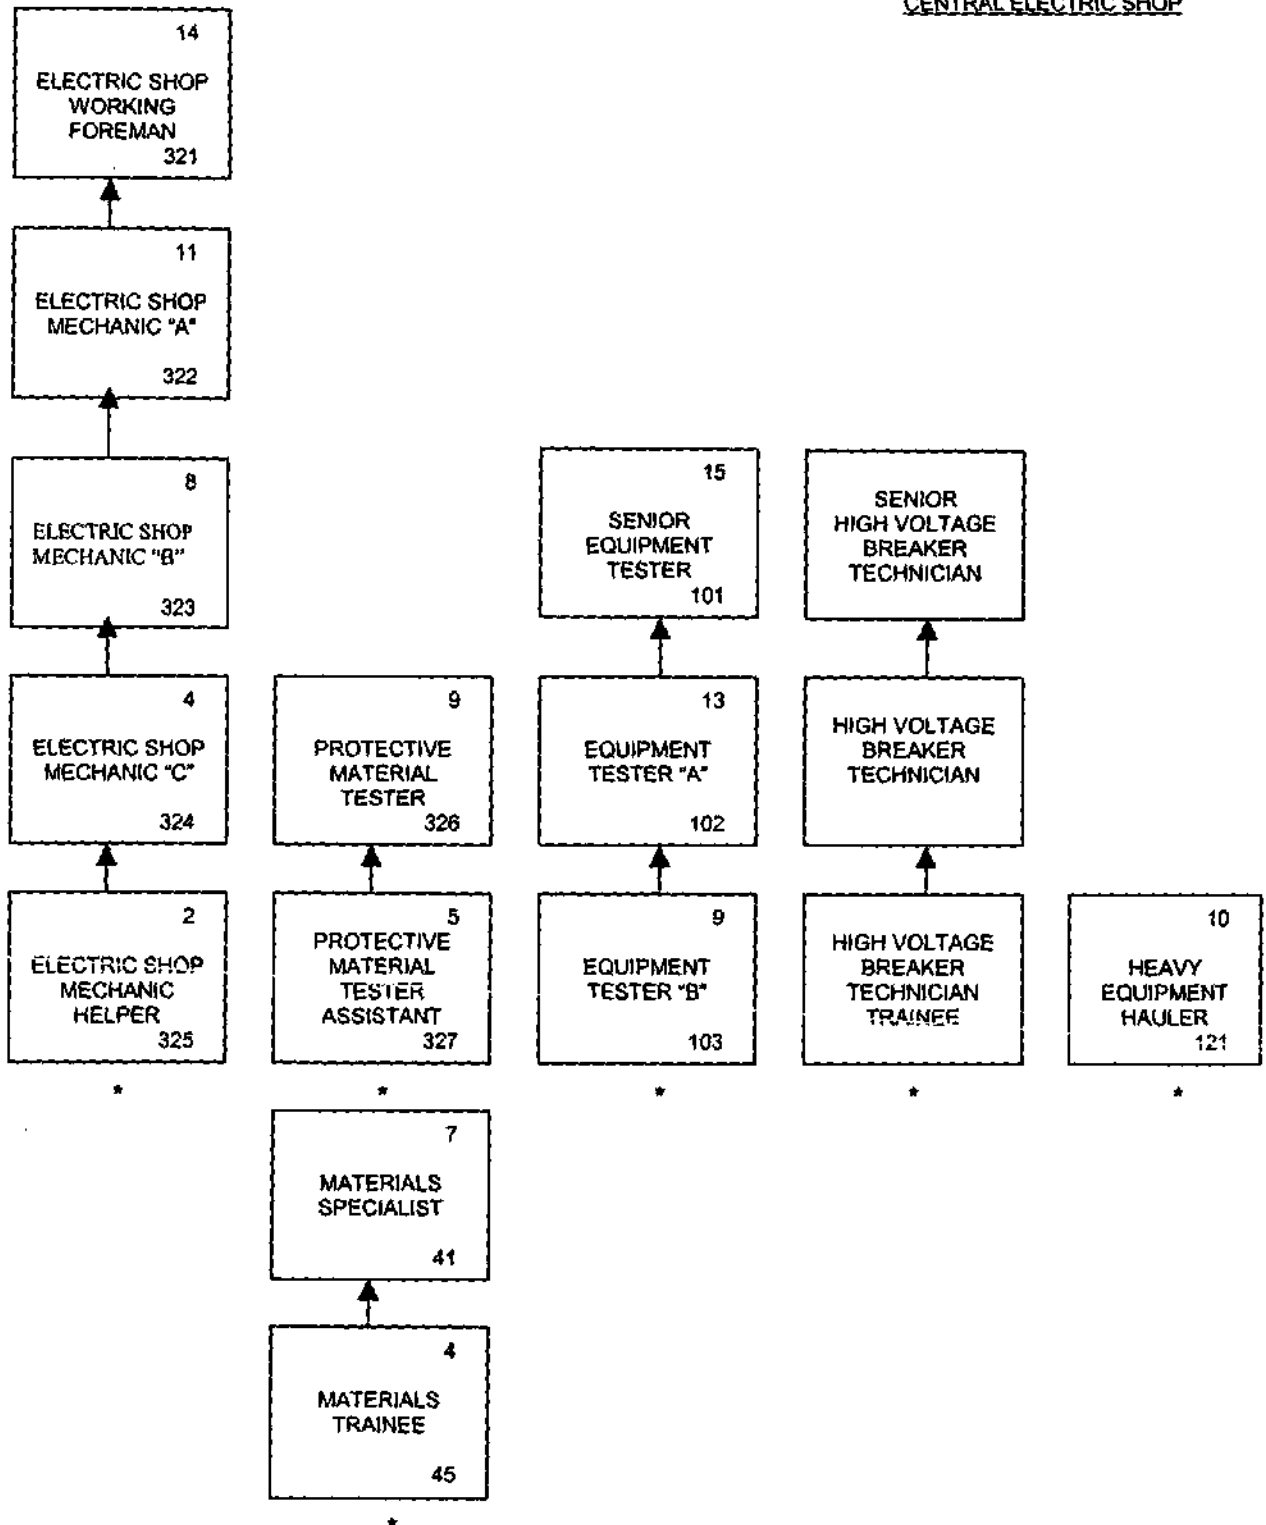 CENTRAL ELECTRIC SHOP
14
ELECTRIC SHOP
WORKING
FOREMAN
321
11
ELECTRIC SHOP
MECHANIC "A"
322
8
ELECTRIC SHOP
MECHANIC "B"
323
15
SENIOR
EQUIPMENT
TESTER
101
SENIOR
HIGH VOLTAGE
BREAKER
TECHNICIAN
4
ELECTRIC SHOP
MECHANIC "C"
324
9
PROTECTIVE
MATERIAL
TESTER
326
13
EQUIPMENT
TESTER "A"
102
HIGH VOLTAGE
BREAKER
TECHNICIAN
2
ELECTRIC SHOP
MECHANIC
HELPER
325
*
5
PROTECTIVE
MATERIAL
TESTER
ASSISTANT
327
*
9
EQUIPMENT
TESTER "B"
103
*
HIGH VOLTAGE
BREAKER
TECHNICIAN
TRAINEE
*
10
HEAVY
EQUIPMENT
HAULER
121
*
7
MATERIALS
SPECIALIST
41
4
MATERIALS
TRAINEE
45
*